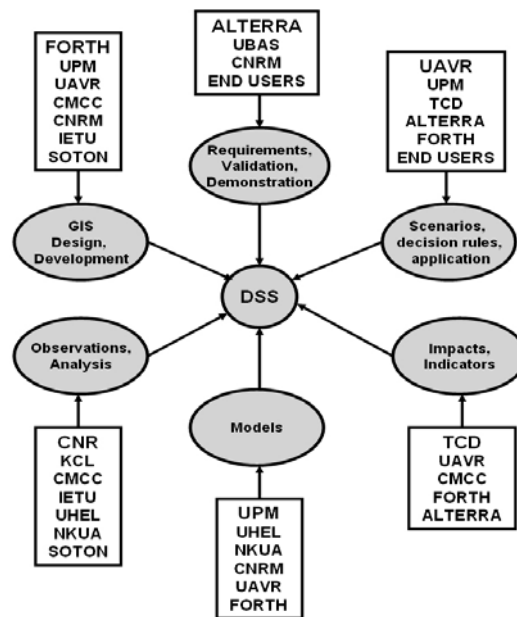 FORTH
UPM
UAVR
CMCC
CNRM
IETU
SOTON
ALTERRA
UBAS
CNRM
END USERS
UAVR
UPM
TCD
ALTERRA
FORTH
END USERS
GIS
Design,
Development
Requirements,
Validation,
Demonstration
Scenarios,
decision rules,
application
DSS
Observations,
Analysis
Models
Impacts,
Indicators
CNR
KCL
CMCC
IETU
UHEL
NKUA
SOTON
UPM
UHEL
NKUA
CNRM
UAVR
FORTH
TCD
UAVR
CMCC
FORTH
ALTERRA